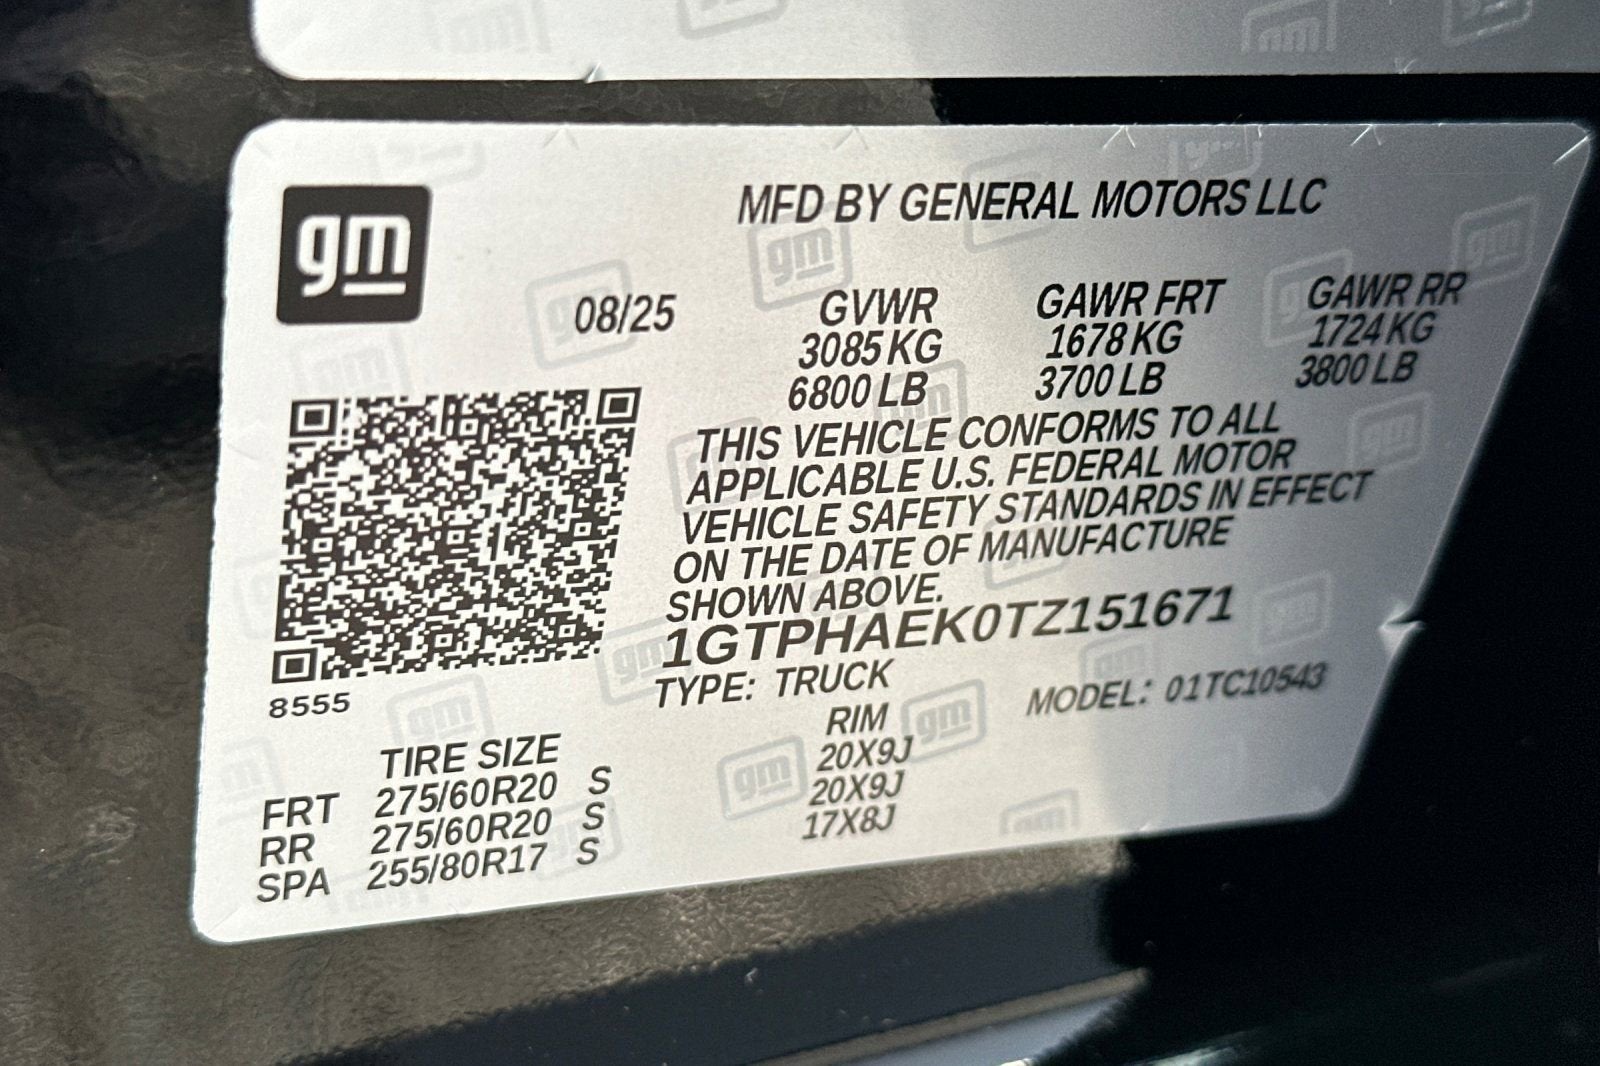 gm
MFD BY GENERAL MOTORS LLC
08/25 GVWR GAWR FRT GAWR RR
3085 KG 1678 KG 1724 KG
6800 LB 3700 LB 3800 LB
THIS VEHICLE CONFORMS TO ALL
APPLICABLE U.S. FEDERAL MOTOR
VEHICLE SAFETY STANDARDS IN EFFECT
ON THE DATE OF MANUFACTURE
SHOWN ABOVE.
1GTPHAEK0TZ151671
TYPE: TRUCK MODEL: 01TC10543
8555
TIRE SIZE RIM
FRT 275/60R20 S 20X9J
RR 275/60R20 S 20X9J
SPA 255/80R17 S 17X8J